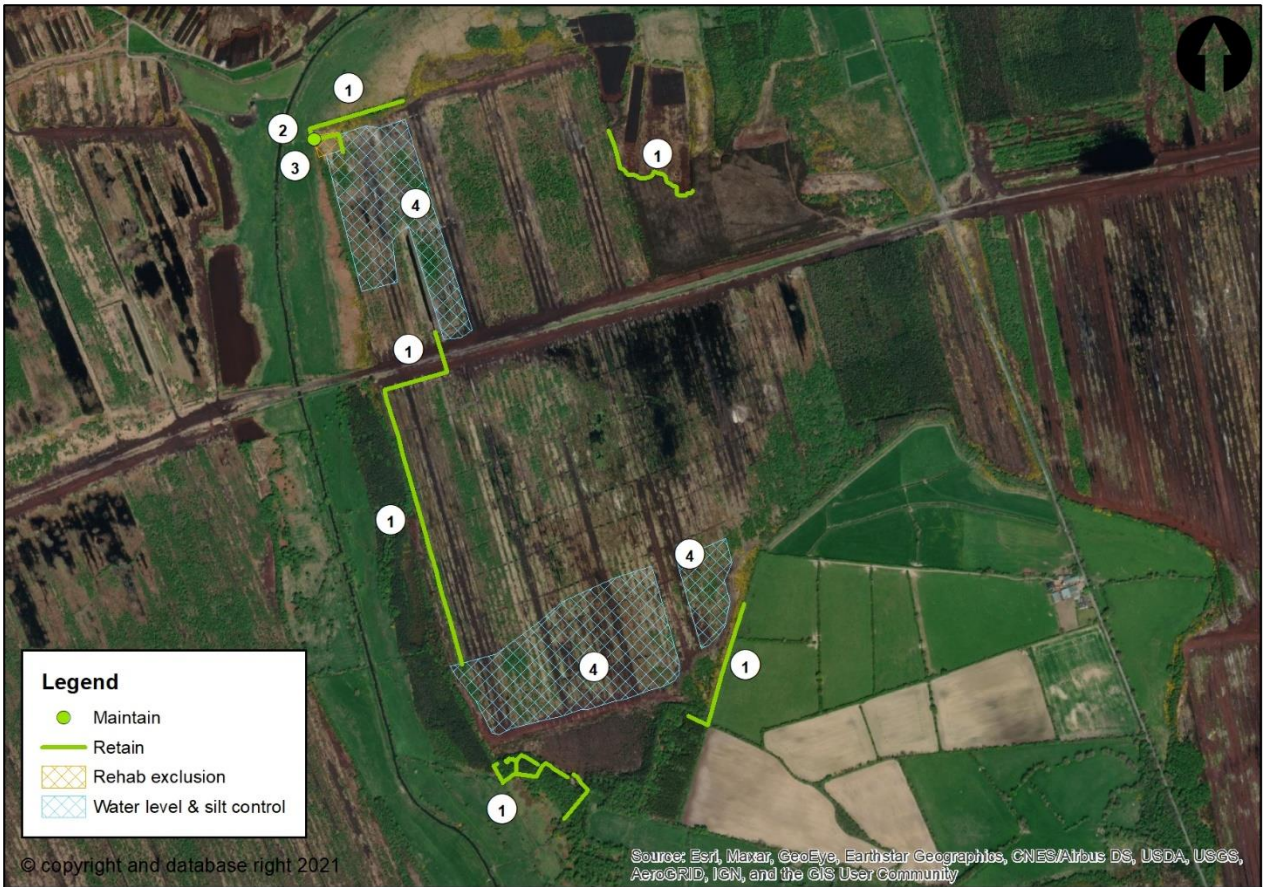 1
2
3
1
4
1
1
4
4
1
1
Legend
Maintain
Retain
Rehab exclusion
Water level & silt control
© copyright and database right 2021
Source: Esri, Maxar, GeoEye, Earthstar Geographics, CNES/Airbus DS, USDA, USGS,
AeroGRID, IGN, and the GIS User Community